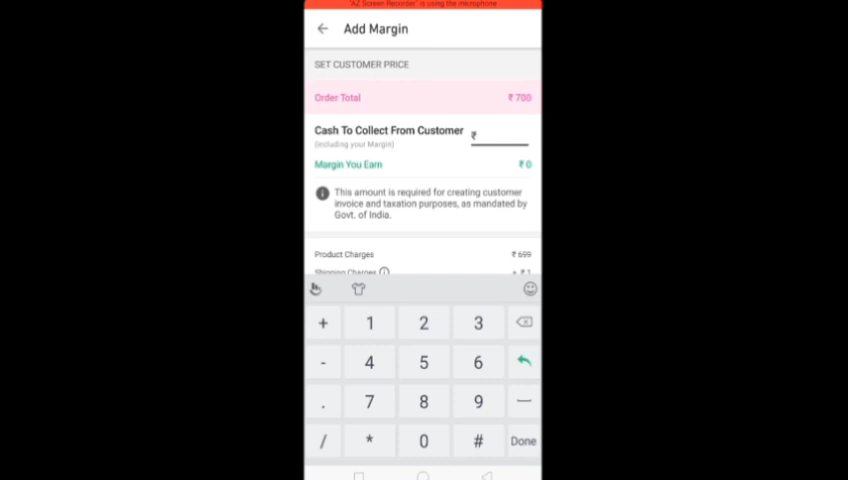 "AZ Screen Recorder" is using the microphone
Add Margin
SET CUSTOMER PRICE
Order Total ₹ 700
Cash To Collect From Customer ₹
(including your Margin)
Margin You Earn ₹ 0
This amount is required for creating customer
invoice and taxation purposes, as mandated by
Govt. of India.
Product Charges ₹ 699
Shipping Charges + ₹ 1
+ 1 2 3
- 4 5 6
. 7 8 9
/ * 0 # Done